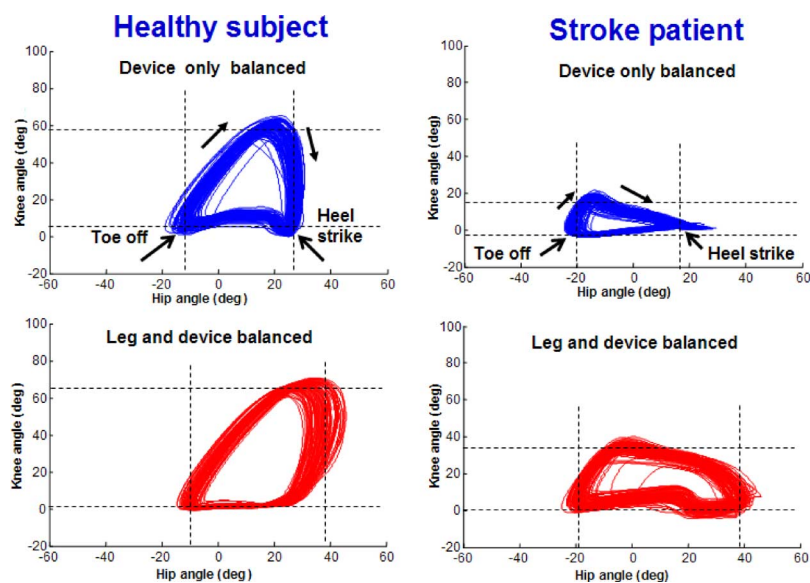 Healthy subject
Device only balanced
Knee angle (deg)
100
80
60
40
20
0
-20
Toe off
Heel
strike
-60
-40
-20
0
20
40
60
Hip angle (deg)
Stroke patient
Device only balanced
Knee angle (deg)
100
80
60
40
20
0
-20
Toe off
Heel strike
-60
-40
-20
0
20
40
60
Hip angle (deg)
Leg and device balanced
Knee angle (deg)
100
80
60
40
20
0
-20
-60
-40
-20
0
20
40
60
Hip angle (deg)
Leg and device balanced
Knee angle (deg)
100
80
60
40
20
0
-20
-60
-40
-20
0
20
40
60
Hip angle (deg)